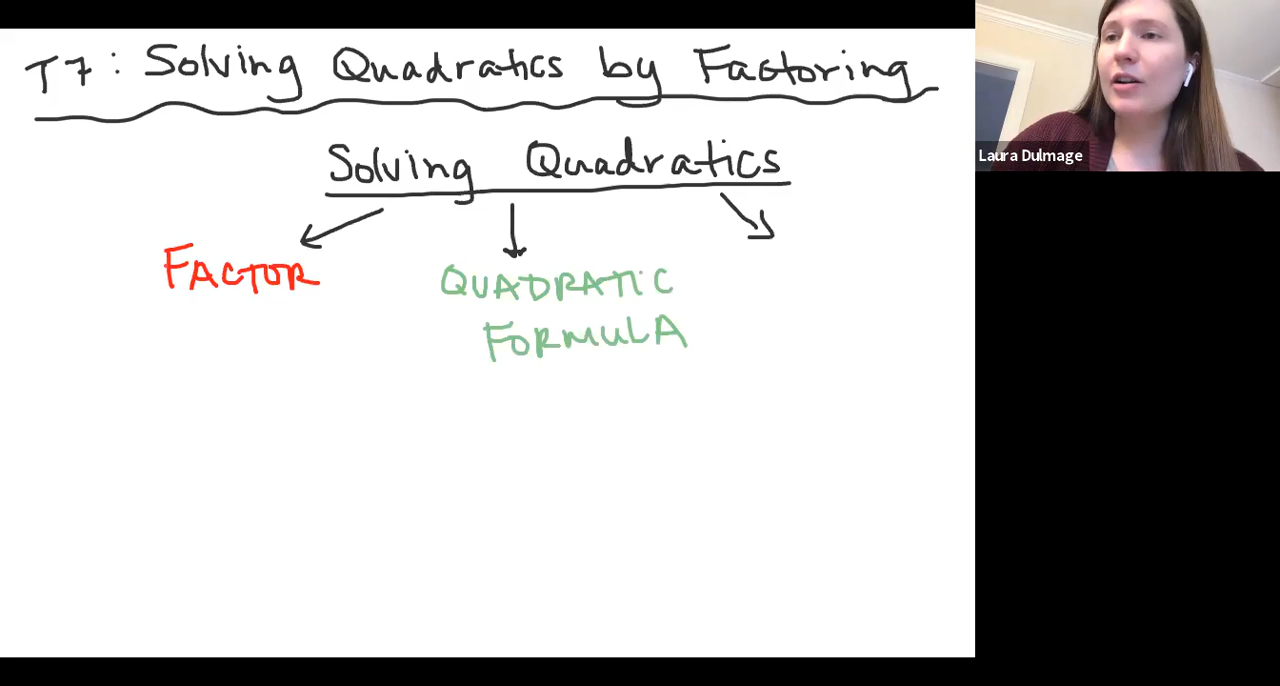 T7: Solving Quadratics by Factoring
Solving Quadratics
FACTOR
QUADRATIC
FORMULA
Laura Dulmage